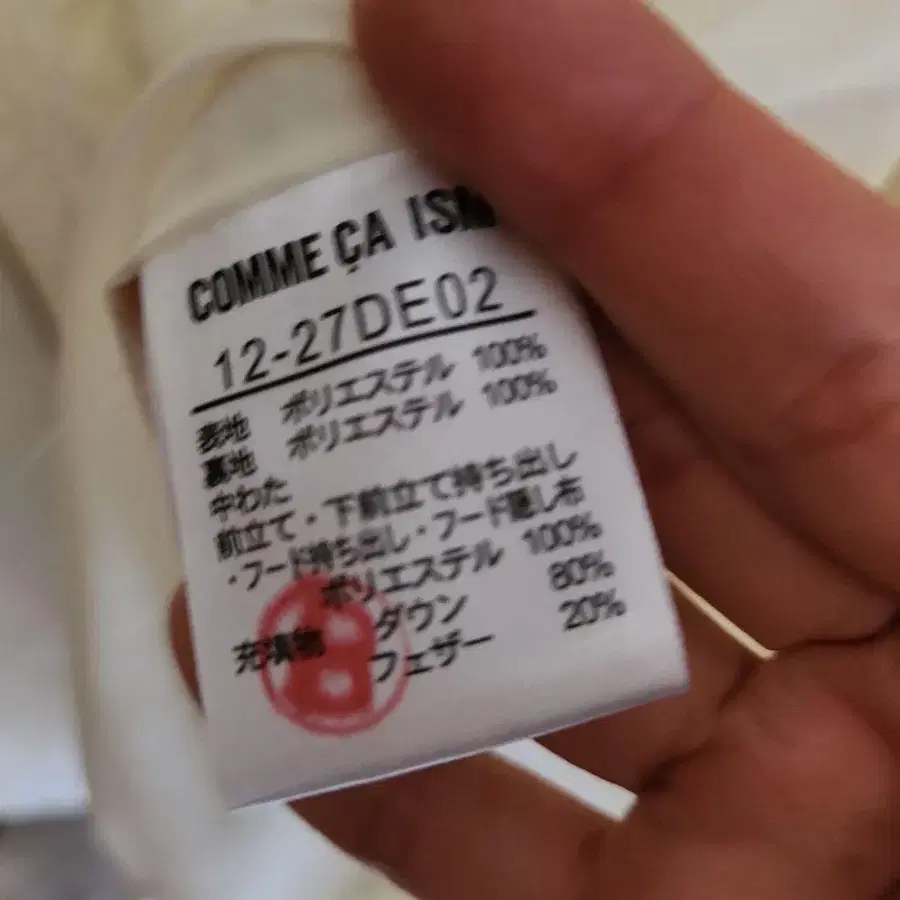 COMME ÇA ISM
12-27DE02
表地 ポリエステル 100%
裏地 ポリエステル 100%
中わた
前立て・下前立て持ち出し
・フード持ち出し・フード隠し布
ポリエステル 100%
充填物 ダウン 80%
フェザー 20%